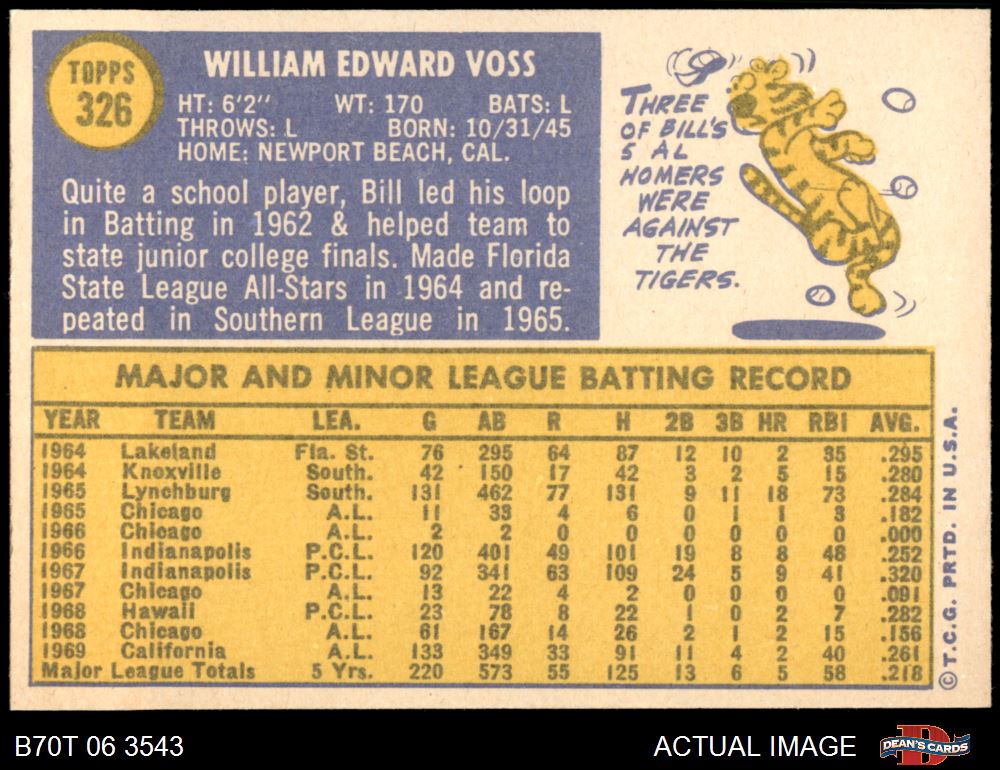 TOPPS
326
WILLIAM EDWARD VOSS
HT: 6'2" WT: 170 BATS: L
THROWS: L BORN: 10/31/45
HOME: NEWPORT BEACH, CAL.
Quite a school player, Bill led his loop
in Batting in 1962 & helped team to
state junior college finals. Made Florida
State League All-Stars in 1964 and re-
peated in Southern League in 1965.
THREE
OF BILL'S
5 AL
HOMERS
WERE
AGAINST
THE
TIGERS.
MAJOR AND MINOR LEAGUE BATTING RECORD
YEAR TEAM LEA. G AB R H 2B 3B HR RBI AVG.
1964 Lakeland Fla. St. 76 295 64 87 12 10 2 35 .295
1964 Knoxville South. 42 150 17 42 3 2 5 15 .280
1965 Lynchburg South. 131 462 77 131 9 11 18 73 .284
1965 Chicago A.L. 11 33 4 6 0 1 1 3 .182
1966 Chicago A.L. 2 2 0 0 0 0 0 0 .000
1966 Indianapolis P.C.L. 120 401 49 101 19 8 8 48 .252
1967 Indianapolis P.C.L. 92 341 63 109 24 5 9 41 .320
1967 Chicago A.L. 13 22 4 2 0 0 0 0 .091
1968 Hawaii P.C.L. 23 78 8 22 1 0 2 7 .282
1968 Chicago A.L. 61 167 14 26 2 1 2 15 .156
1969 California A.L. 133 349 33 91 11 4 2 40 .261
Major League Totals 5 Yrs. 220 573 55 125 13 6 5 58 .218
©T.C.G. PRTD. IN U.S.A.
B70T 06 3543
ACTUAL IMAGE
D
DEAN'S CARDS